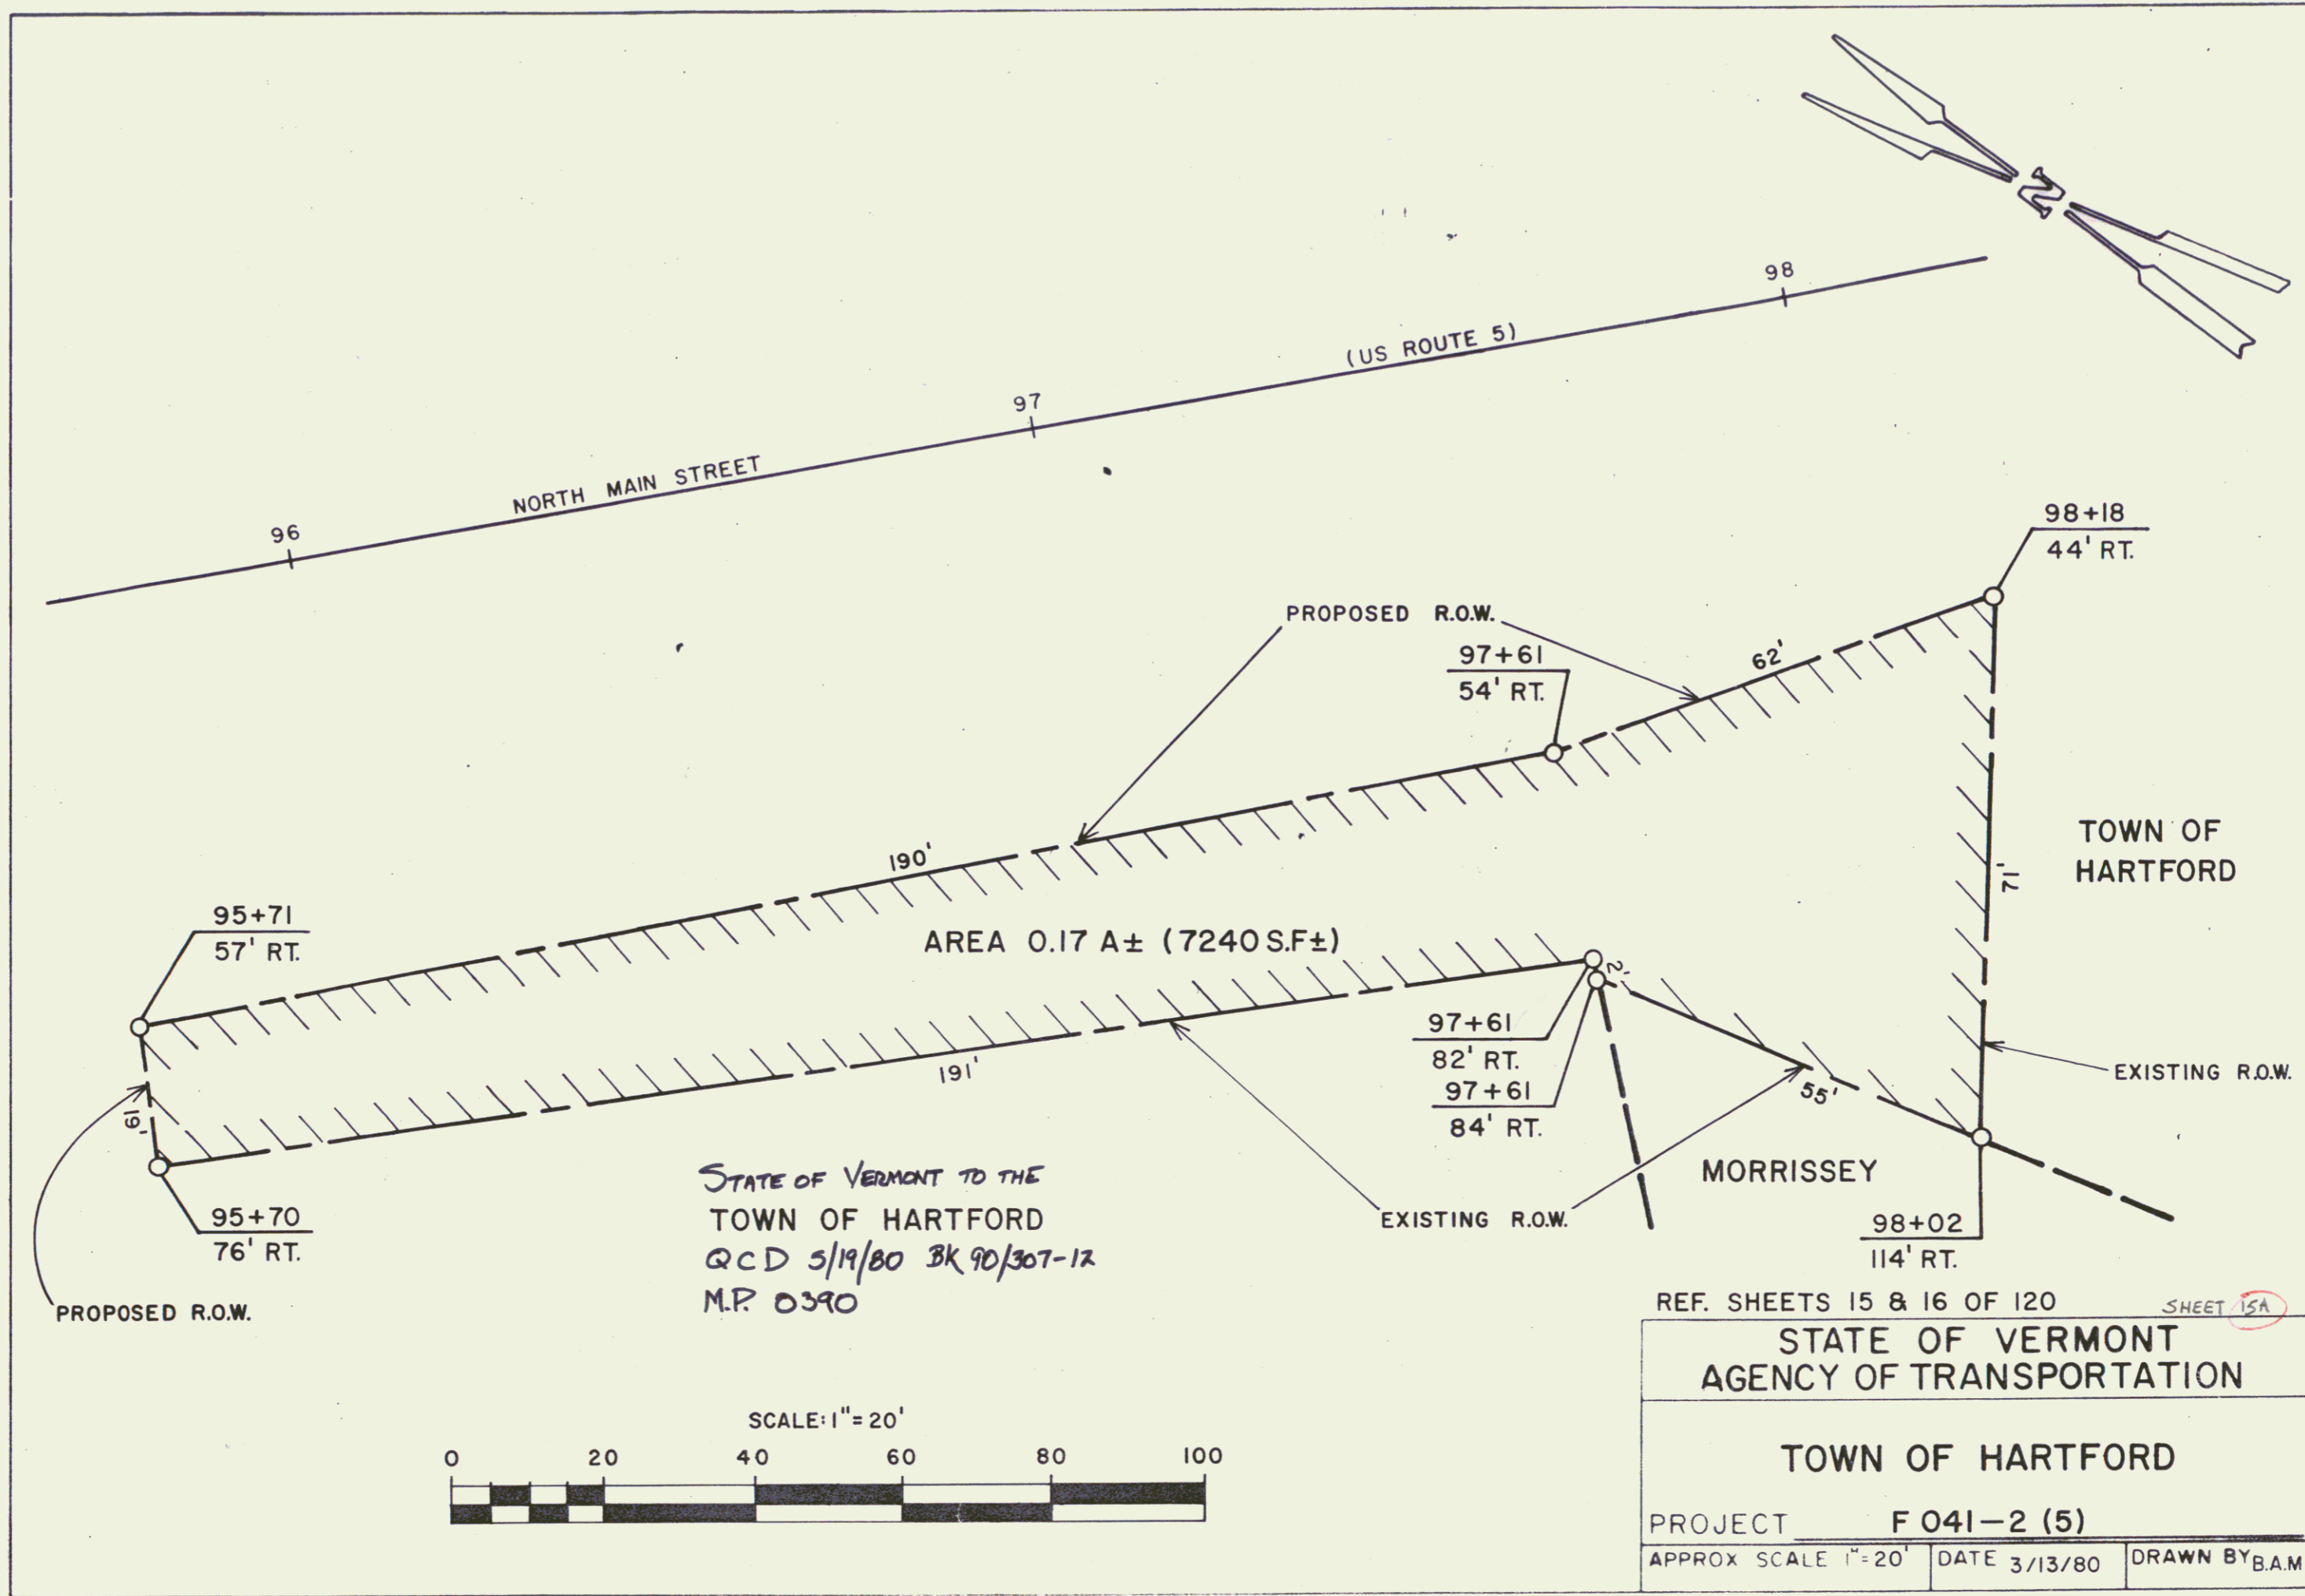 98
(US ROUTE 5)
97
NORTH MAIN STREET
96
N
98+18
44' RT.
PROPOSED R.O.W.
97+61
54' RT.
62'
TOWN OF
HARTFORD
71'
190'
95+71
57' RT.
AREA 0.17 A± (7240 S.F±)
2'
97+61
82' RT.
97+61
84' RT.
191'
55'
EXISTING R.O.W.
19'
95+70
76' RT.
PROPOSED R.O.W.
STATE OF VERMONT TO THE
TOWN OF HARTFORD
QCD 5/19/80 BK 90/307-12
M.P. 0390
MORRISSEY
EXISTING R.O.W.
98+02
114' RT.
REF. SHEETS 15 & 16 OF 120
SHEET 15A
STATE OF VERMONT
AGENCY OF TRANSPORTATION
TOWN OF HARTFORD
PROJECT F 041-2 (5)
APPROX SCALE 1"=20' DATE 3/13/80 DRAWN BY B.A.M
SCALE: 1"=20'
0 20 40 60 80 100